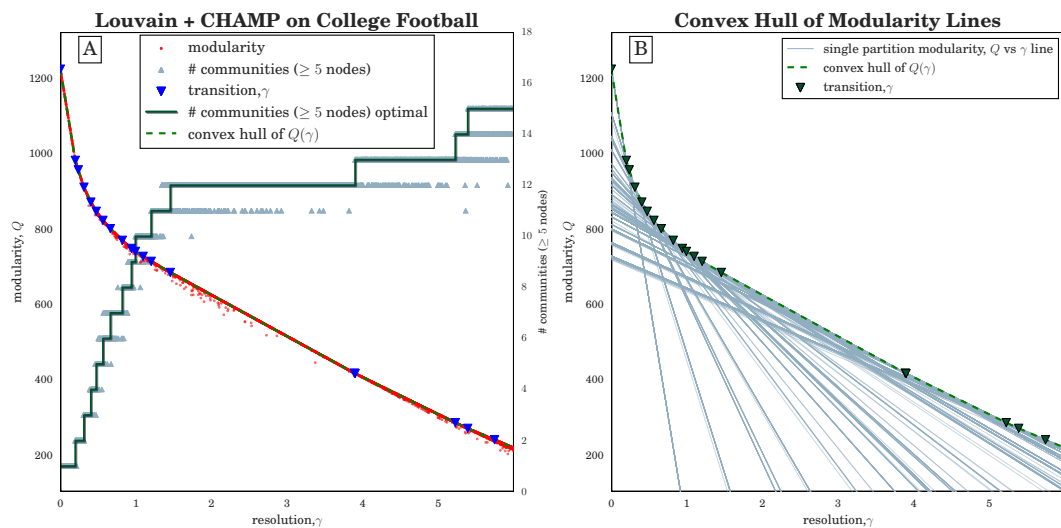 Louvain + CHAMP on College Football
A
modularity
# communities (≥ 5 nodes)
transition,γ
# communities (≥ 5 nodes) optimal
convex hull of Q(γ)
modularity, Q
1200
1000
800
600
400
200
0
1
2
3
4
5
resolution,γ
# communities (≥ 5 nodes)
18
16
14
12
10
8
6
4
2
0
Convex Hull of Modularity Lines
B
single partition modularity, Q vs γ line
convex hull of Q(γ)
transition,γ
modularity, Q
1200
1000
800
600
400
200
0
1
2
3
4
5
resolution,γ